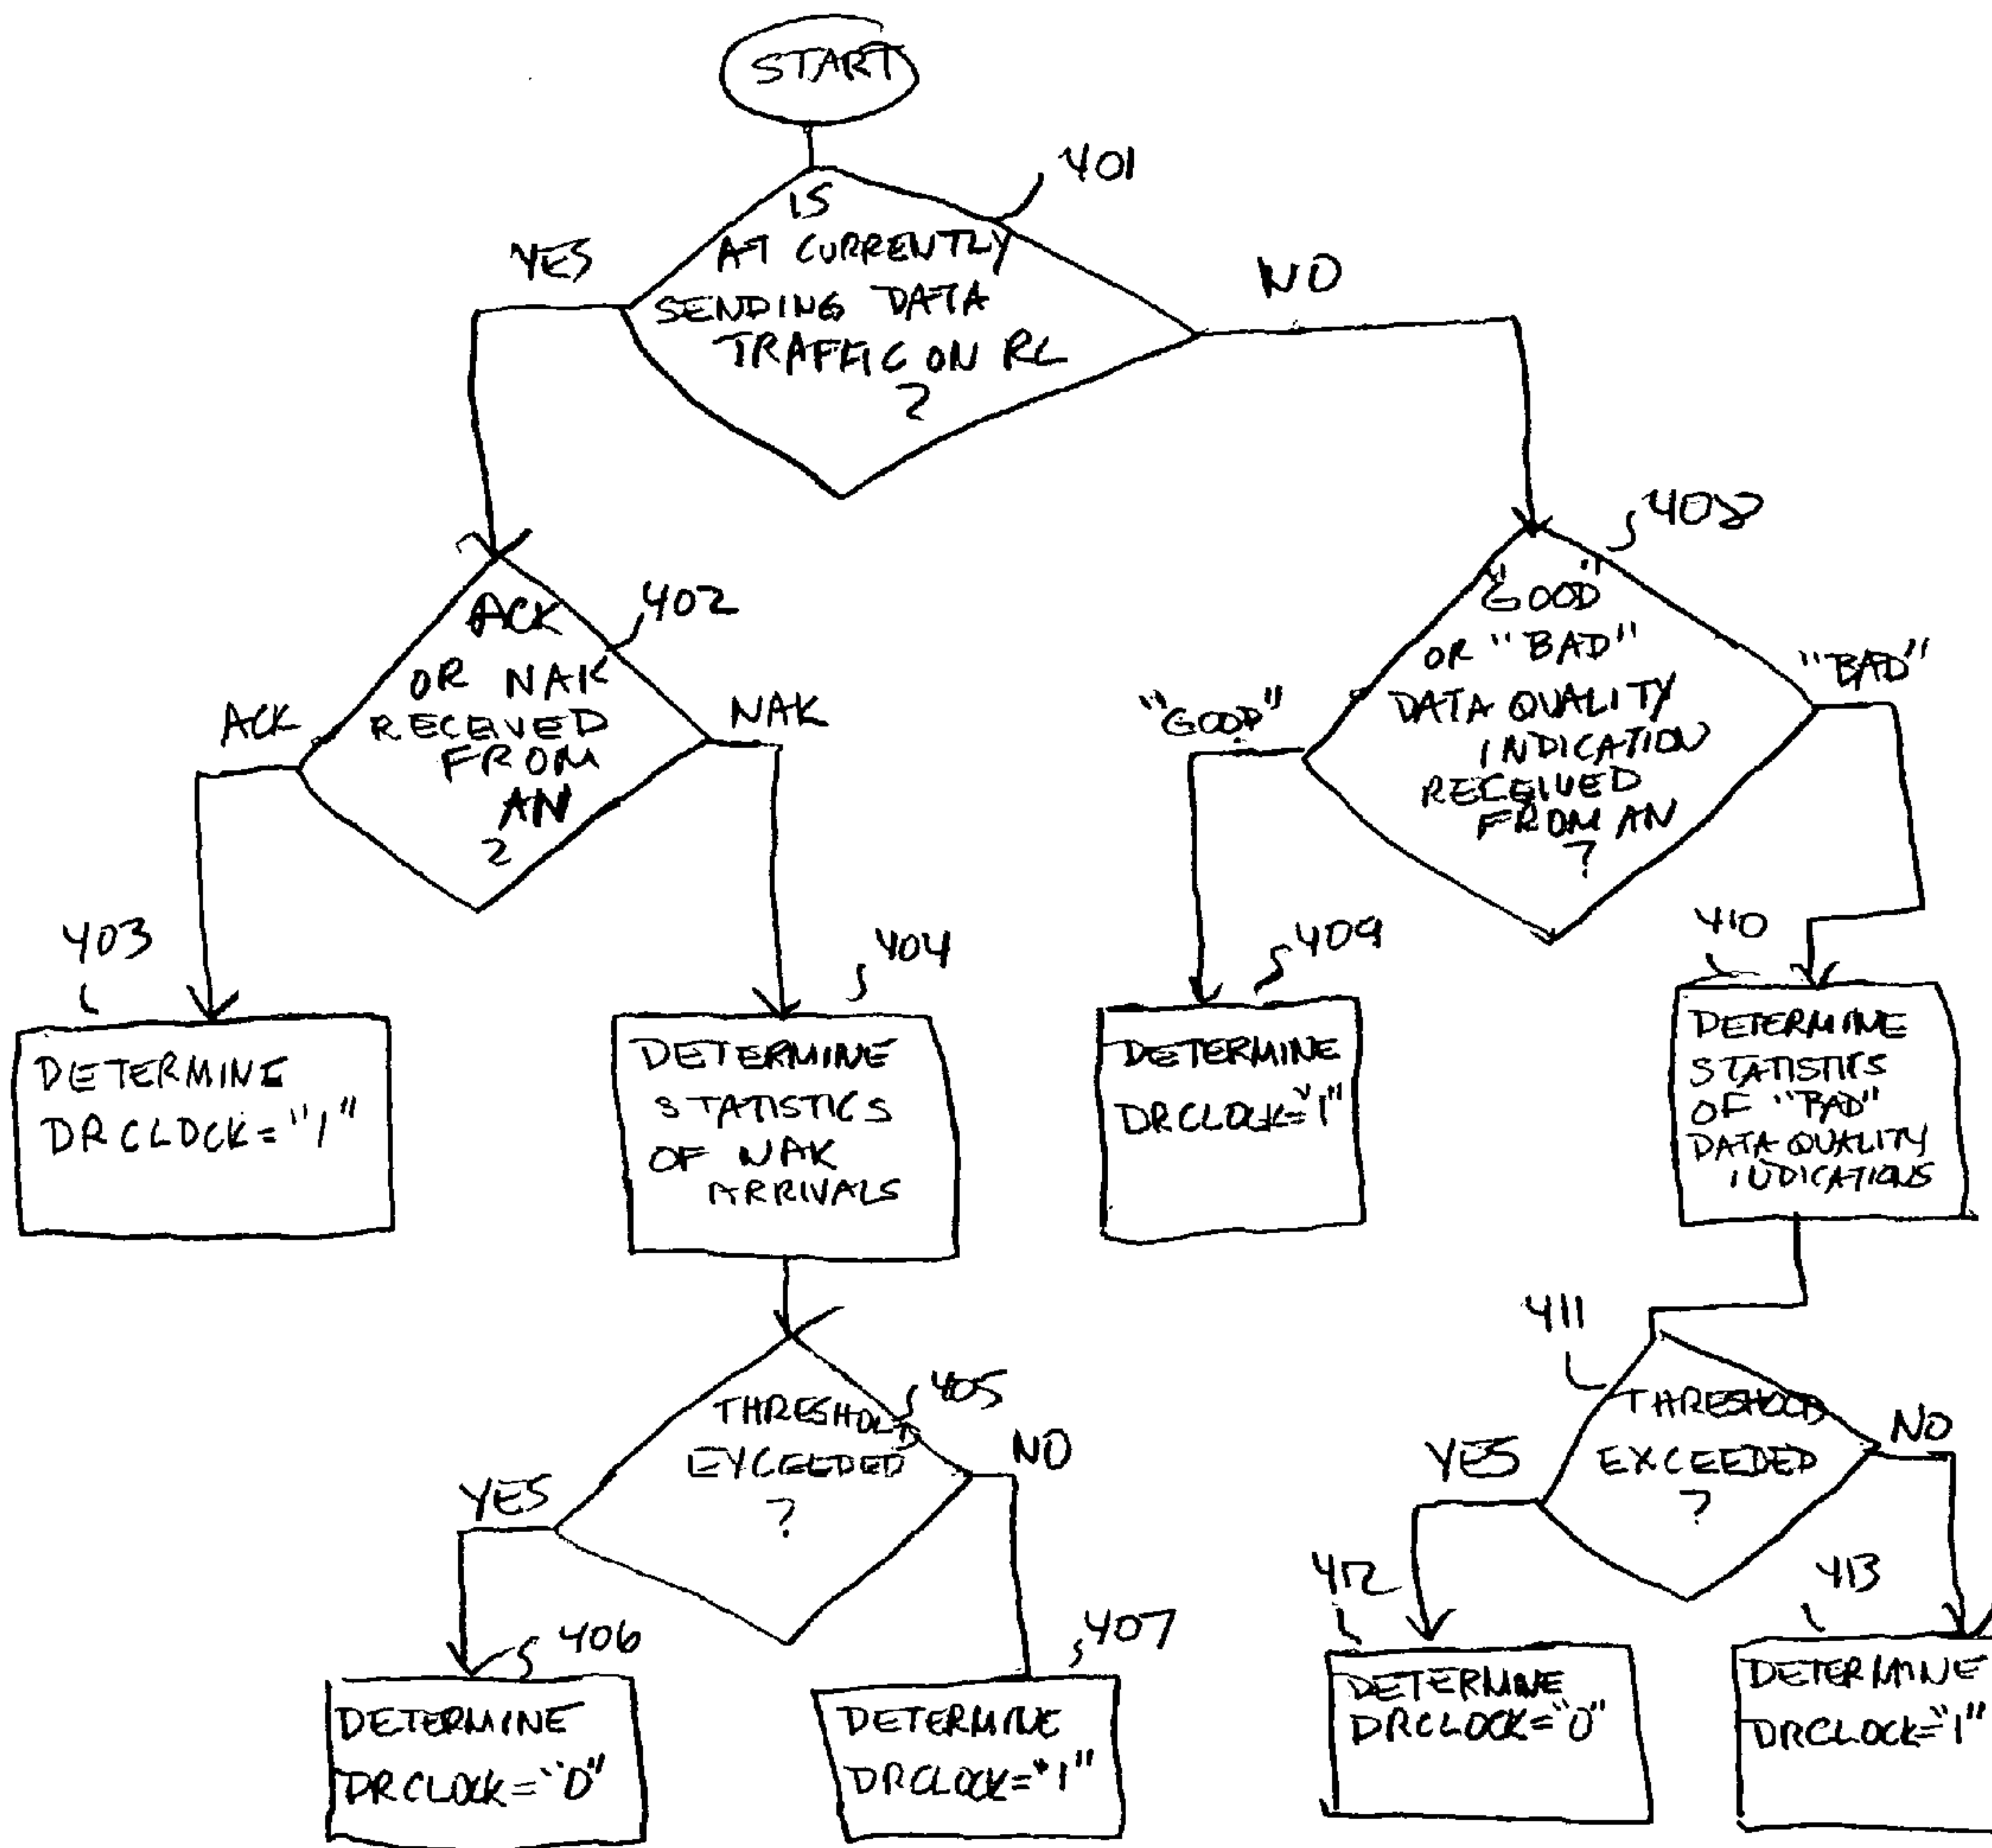 START
401
IS
AT CURRENTLY
SENDING DATA
TRAFFIC ON RL
?
YES
NO
402
ACK
OR NAK
RECEIVED
FROM
AN
?
ACK
NAK
408
"GOOD"
OR "BAD"
DATA QUALITY
INDICATION
RECEIVED
FROM AN
?
"GOOD"
"BAD"
403
DETERMINE
DRCLOCK="1"
404
DETERMINE
STATISTICS
OF NAK
ARRIVALS
409
DETERMINE
DRCLOCK="1"
410
DETERMINE
STATISTICS
OF "BAD"
DATA QUALITY
INDICATIONS
405
THRESHOLD
EXCEEDED
?
YES
NO
411
THRESHOLD
EXCEEDED
?
YES
NO
406
DETERMINE
DRCLOCK="0"
407
DETERMINE
DRCLOCK="1"
412
DETERMINE
DRCLOCK="0"
413
DETERMINE
DRCLOCK="1"